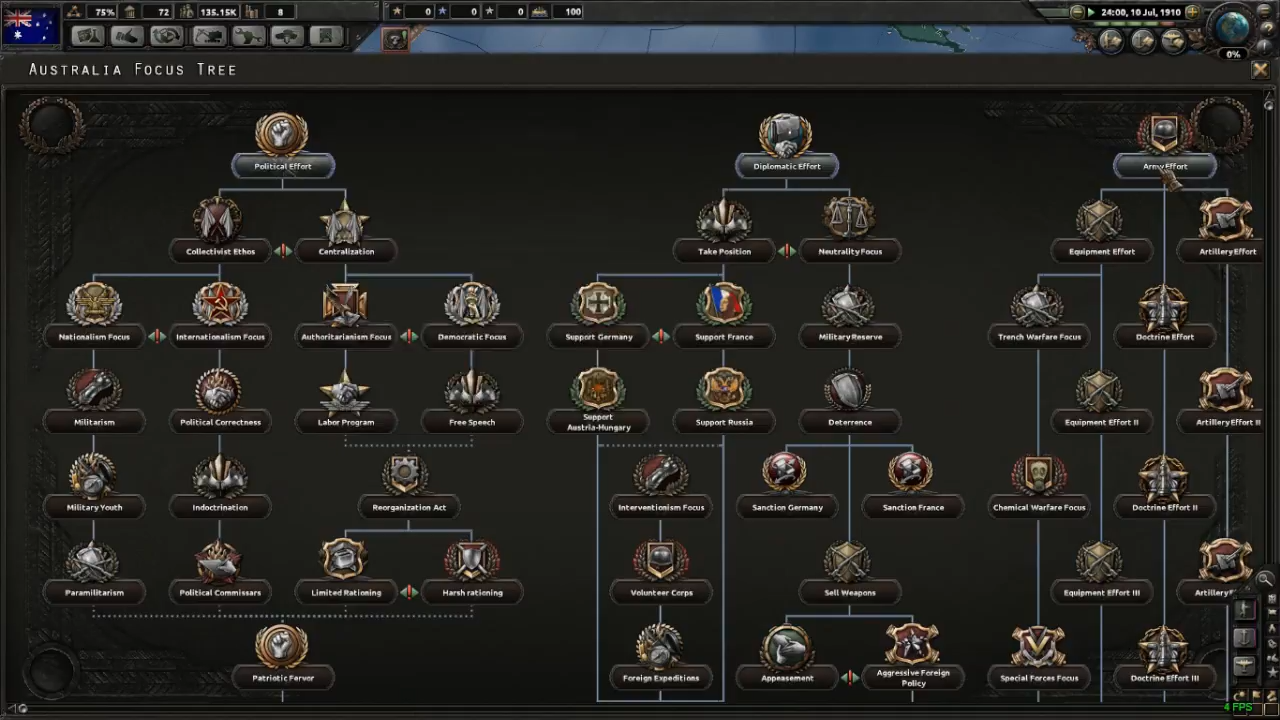 75% 72 135.15K 8 0 0 0 100 24:00, 10 Jul, 1910
0%
Australia Focus Tree
Political Effort Diplomatic Effort Army Effort
Collectivist Ethos Centralization Take Position Neutrality Focus Equipment Effort Artillery Effort
Nationalism Focus Internationalism Focus Authoritarianism Focus Democratic Focus Support Germany Support France Military Reserve Trench Warfare Focus Doctrine Effort
Militarism Political Correctness Labor Program Free Speech Support Austria-Hungary Support Russia Deterrence Equipment Effort II Artillery Effort II
Military Youth Indoctrination Reorganization Act Interventionism Focus Sanction Germany Sanction France Chemical Warfare Focus Doctrine Effort II
Paramilitarism Political Commissars Limited Rationing Harsh rationing Volunteer Corps Sell Weapons Equipment Effort III
Patriotic Fervor Foreign Expeditions Appeasement Aggressive Foreign Policy Special Forces Focus Doctrine Effort III
4 FPS